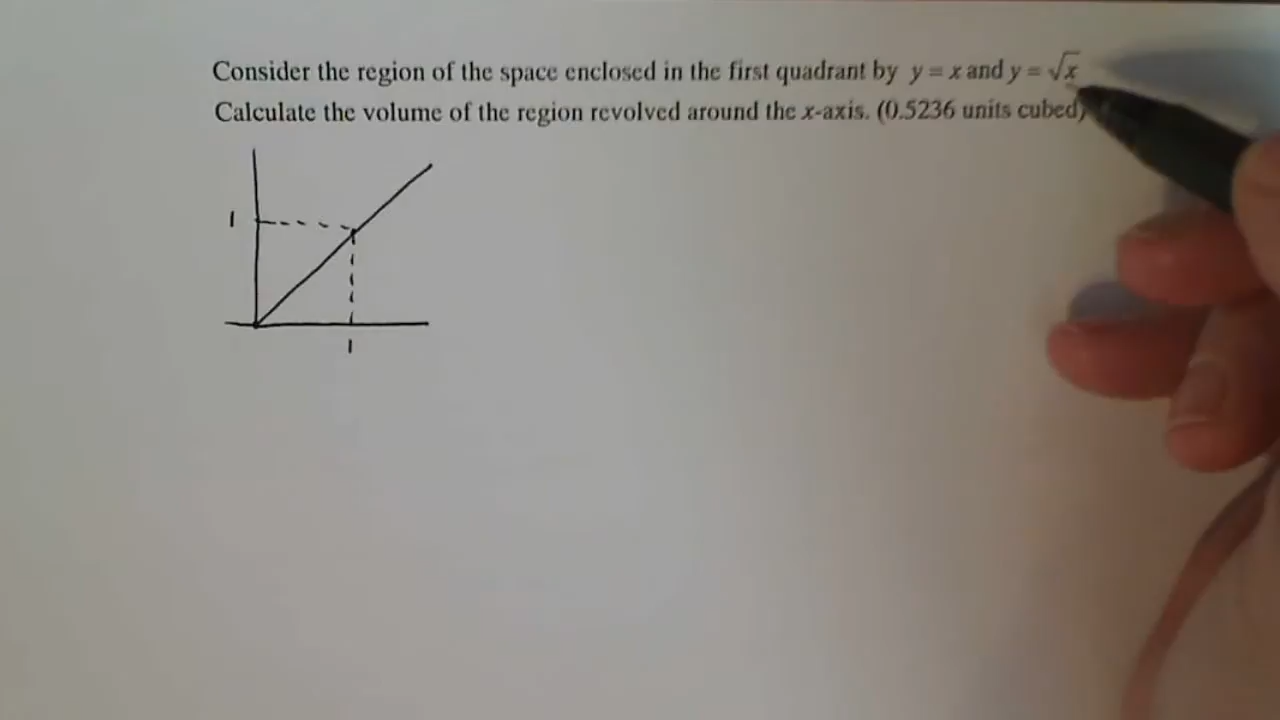 Consider the region of the space enclosed in the first quadrant by y = x and y = √x
Calculate the volume of the region revolved around the x-axis. (0.5236 units cubed)
1
1